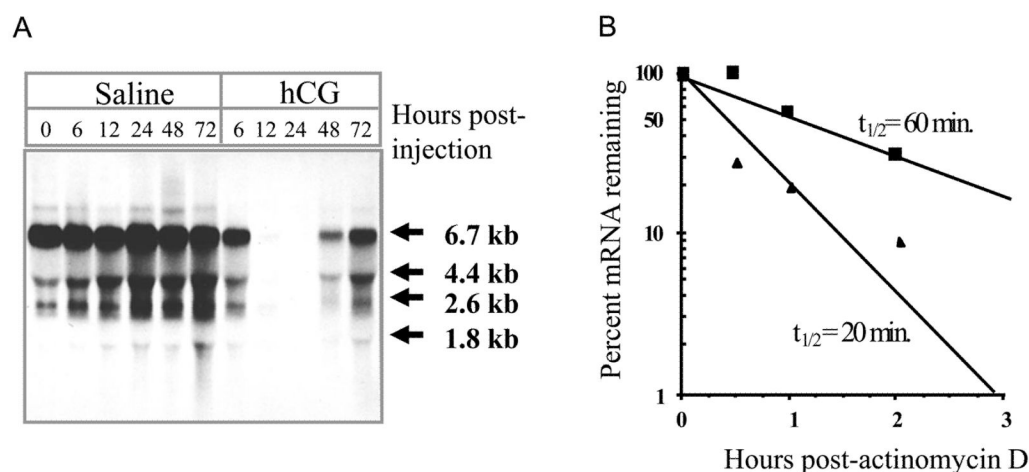 A
Saline hCG
0 6 12 24 48 72 6 12 24 48 72
Hours post-
injection
6.7 kb
4.4 kb
2.6 kb
1.8 kb
B
Percent mRNA remaining
100
50
10
1
t1/2 = 60 min.
t1/2 = 20 min.
0 1 2 3
Hours post-actinomycin D